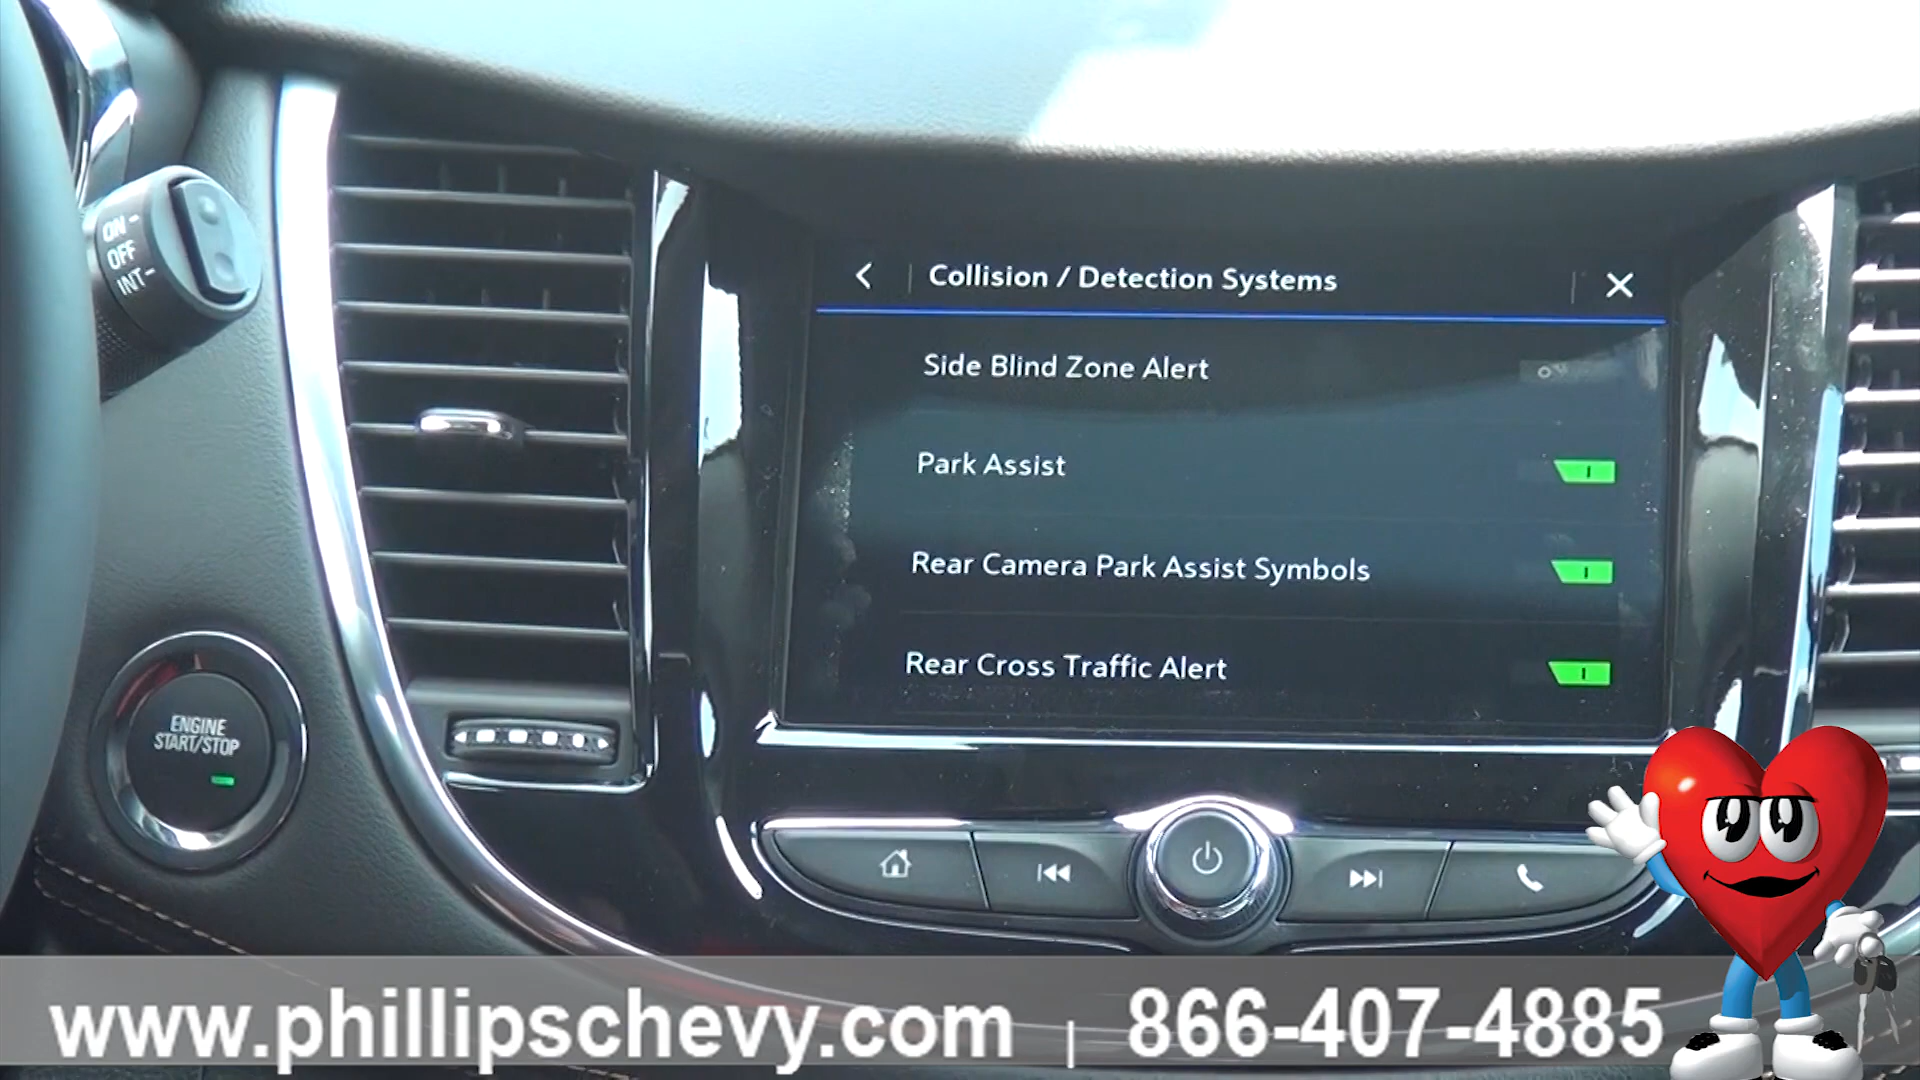 ON
OFF
INT
Collision / Detection Systems
Side Blind Zone Alert
Park Assist
Rear Camera Park Assist Symbols
Rear Cross Traffic Alert
ENGINE
START/STOP
www.phillipschevy.com | 866-407-4885